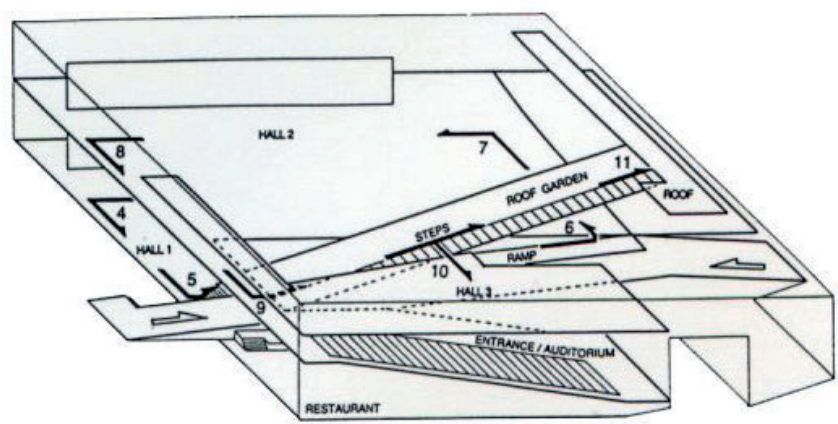 8
HALL 2
7
11
ROOF GARDEN
ROOF
4
STEPS
6
HALL 1
RAMP
5
10
9
HALL 3
ENTRANCE / AUDITORIUM
RESTAURANT